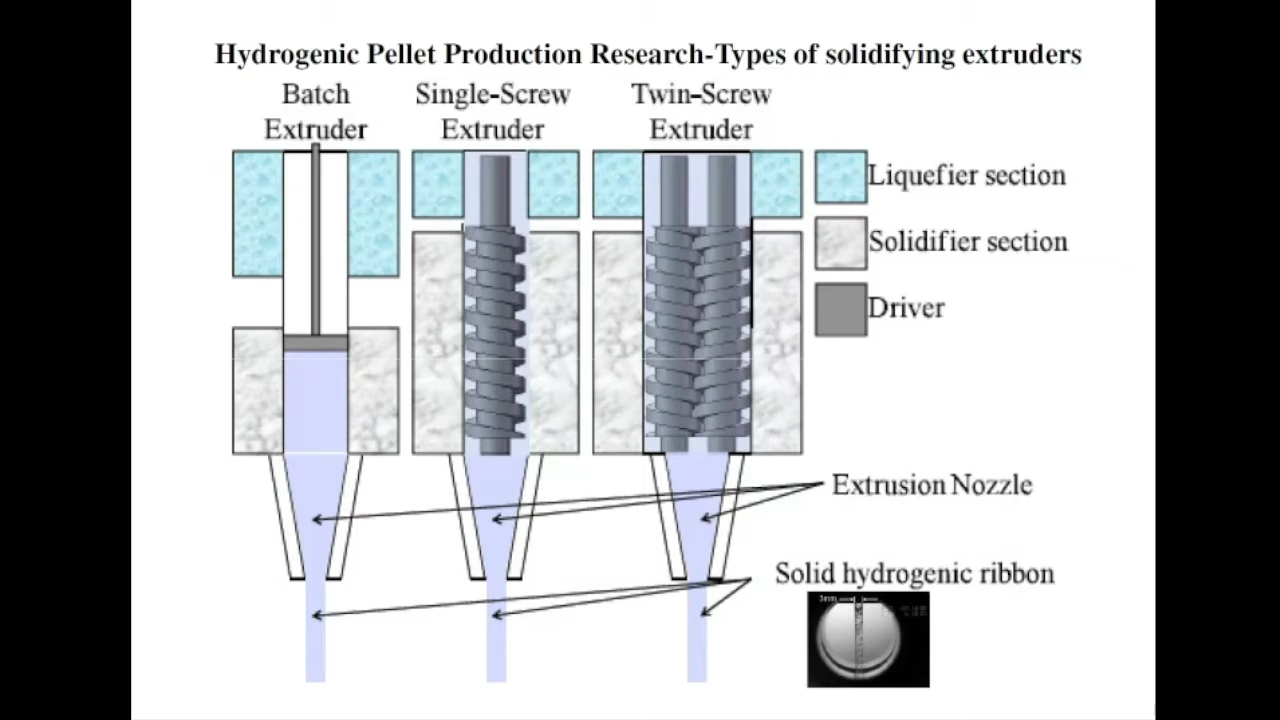 Hydrogenic Pellet Production Research-Types of solidifying extruders
Batch
Extruder
Single-Screw
Extruder
Twin-Screw
Extruder
Liquefier section
Solidifier section
Driver
Extrusion Nozzle
Solid hydrogenic ribbon
3mm